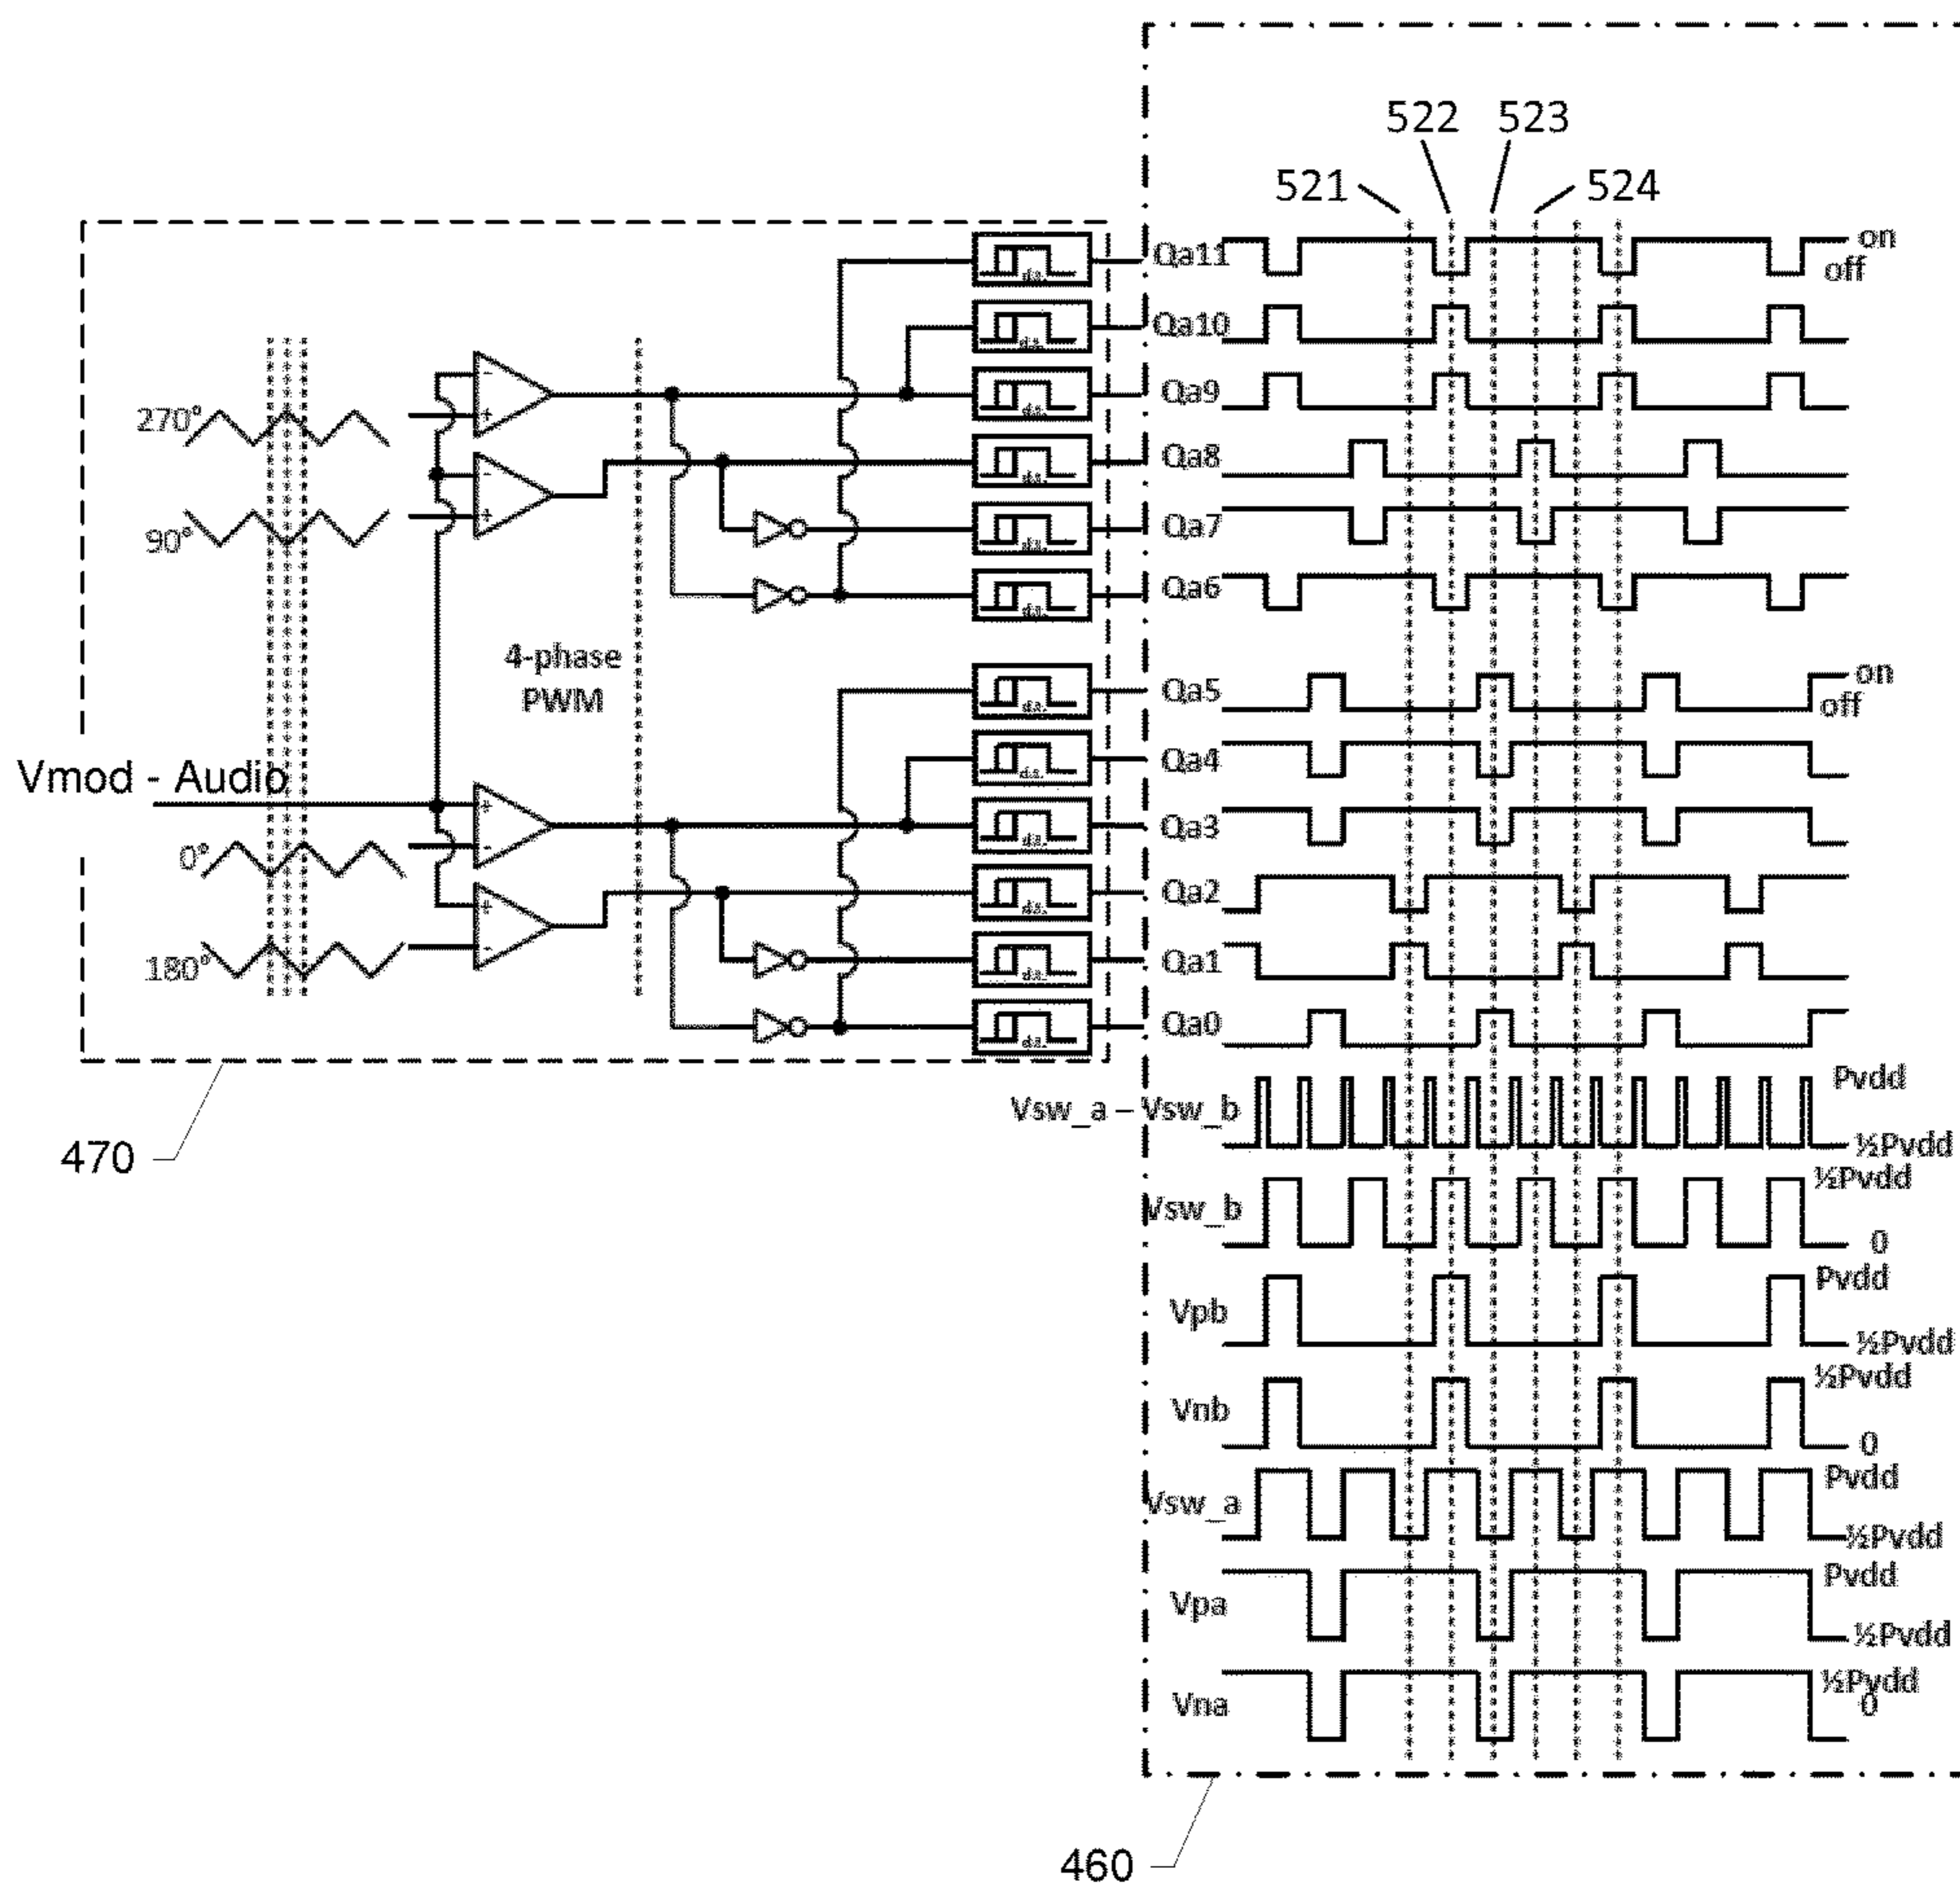 522 523
521 524
Qa11 on
off
Qa10
270°
Qa9
Qa8
90°
Qa7
Qa6
4-phase
PWM
Qa5 on
off
Qa4
Vmod - Audio
Qa3
0°
Qa2
180°
Qa1
Qa0
Pvdd
Vsw_a – Vsw_b
½Pvdd
½Pvdd
Vsw_b
0
Pvdd
Vpb
½Pvdd
½Pvdd
Vnb
0
Pvdd
Vsw_a
½Pvdd
Pvdd
Vpa
½Pvdd
½Pvdd
Vna 0
470
460